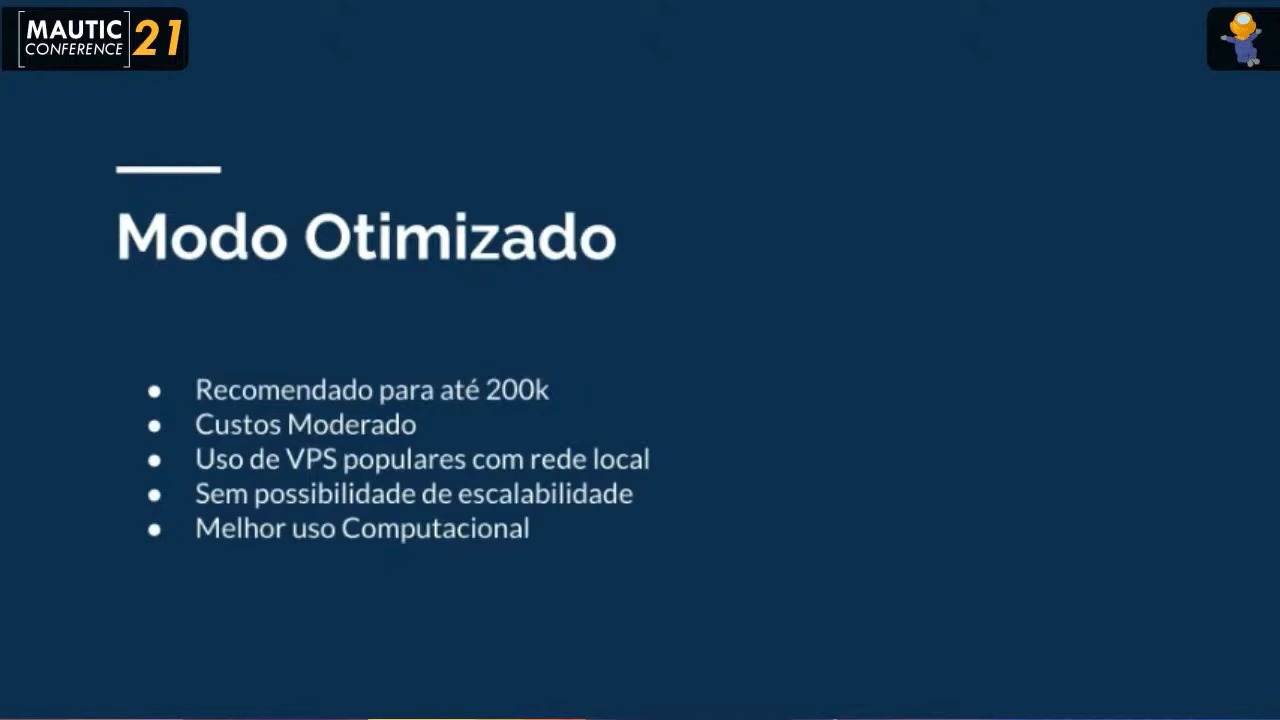 MAUTIC
CONFERENCE 21
Modo Otimizado
● Recomendado para até 200k
● Custos Moderado
● Uso de VPS populares com rede local
● Sem possibilidade de escalabilidade
● Melhor uso Computacional